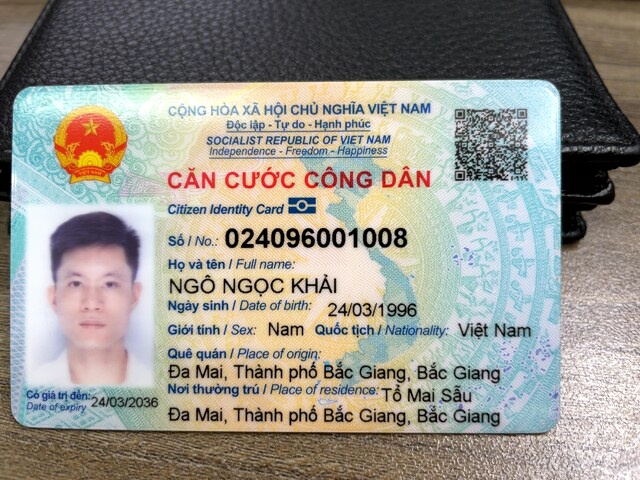 CỘNG HÒA XÃ HỘI CHỦ NGHĨA VIỆT NAM
Độc lập - Tự do - Hạnh phúc
SOCIALIST REPUBLIC OF VIET NAM
Independence - Freedom - Happiness
CĂN CƯỚC CÔNG DÂN
Citizen Identity Card
Số / No.: 024096001008
Họ và tên / Full name:
NGÔ NGỌC KHẢI
Ngày sinh / Date of birth: 24/03/1996
Giới tính / Sex: Nam Quốc tịch / Nationality: Việt Nam
Quê quán / Place of origin:
Đa Mai, Thành phố Bắc Giang, Bắc Giang
Nơi thường trú / Place of residence: Tổ Mai Sẫu
Đa Mai, Thành phố Bắc Giang, Bắc Giang
Có giá trị đến: 24/03/2036
Date of expiry